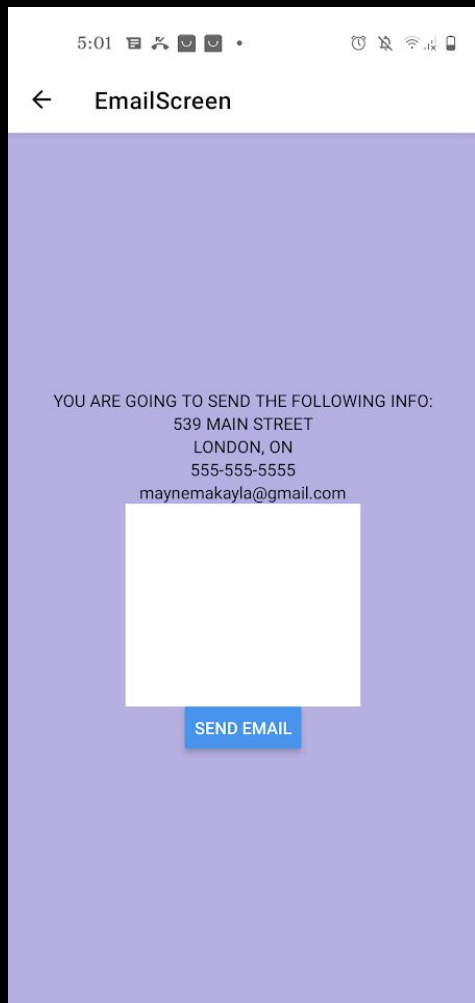 5:01
EmailScreen
YOU ARE GOING TO SEND THE FOLLOWING INFO:
539 MAIN STREET
LONDON, ON
555-555-5555
maynemakayla@gmail.com
SEND EMAIL